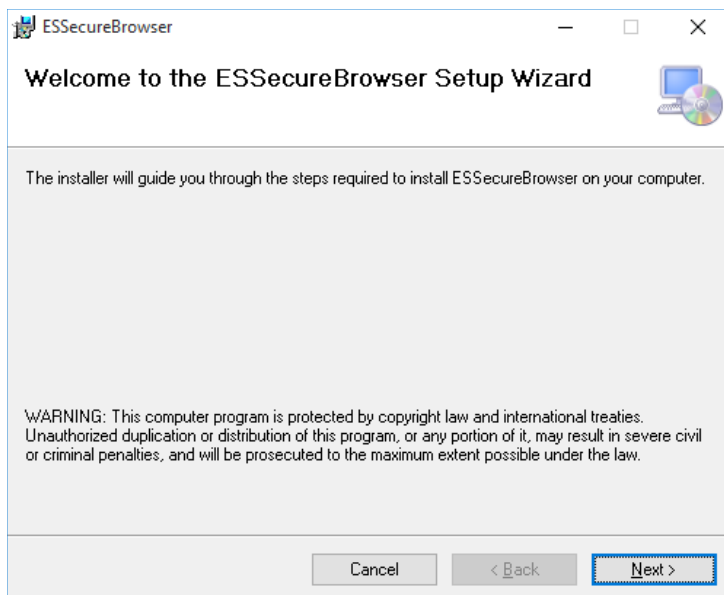 ESSecureBrowser
Welcome to the ESSecureBrowser Setup Wizard
The installer will guide you through the steps required to install ESSecureBrowser on your computer.
WARNING: This computer program is protected by copyright law and international treaties.
Unauthorized duplication or distribution of this program, or any portion of it, may result in severe civil
or criminal penalties, and will be prosecuted to the maximum extent possible under the law.
Cancel < Back Next >